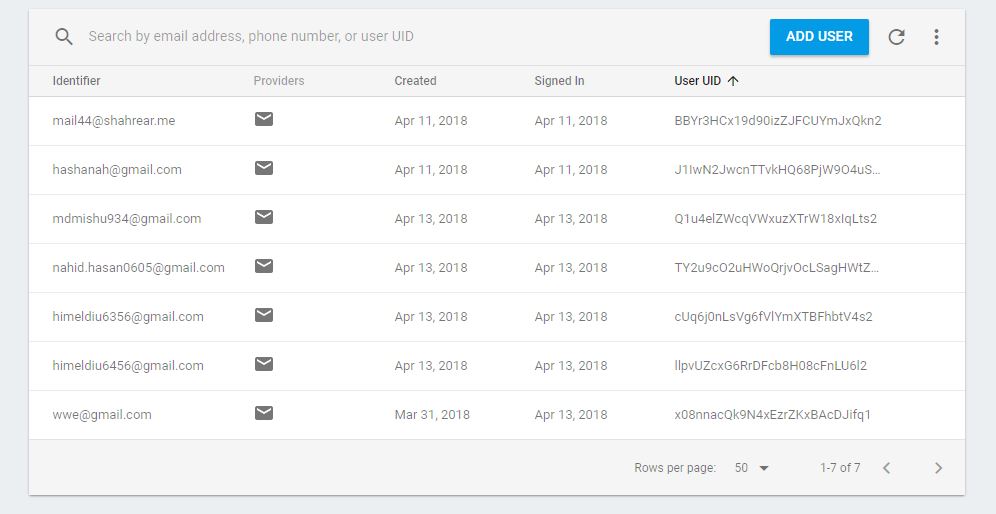 Search by email address, phone number, or user UID ADD USER
Identifier Providers Created Signed In User UID
mail44@shahrear.me Apr 11, 2018 Apr 11, 2018 BBYr3HCx19d90izZJFCUYmJxQkn2
hashanah@gmail.com Apr 11, 2018 Apr 11, 2018 J1IwN2JwcnTTvkHQ68PjW9O4uS...
mdmishu934@gmail.com Apr 13, 2018 Apr 13, 2018 Q1u4elZWcqVWxuzXTrW18xIqLts2
nahid.hasan0605@gmail.com Apr 13, 2018 Apr 13, 2018 TY2u9cO2uHWoQrjvOcLSagHWtZ...
himeldiu6356@gmail.com Apr 13, 2018 Apr 13, 2018 cUq6j0nLsVg6fVlYmXTBFhbtV4s2
himeldiu6456@gmail.com Apr 13, 2018 Apr 13, 2018 llpvUZcxG6RrDFcb8H08cFnLU6l2
wwe@gmail.com Mar 31, 2018 Apr 13, 2018 x08nnacQk9N4xEzrZKxBAcDJifq1
Rows per page: 50 1-7 of 7